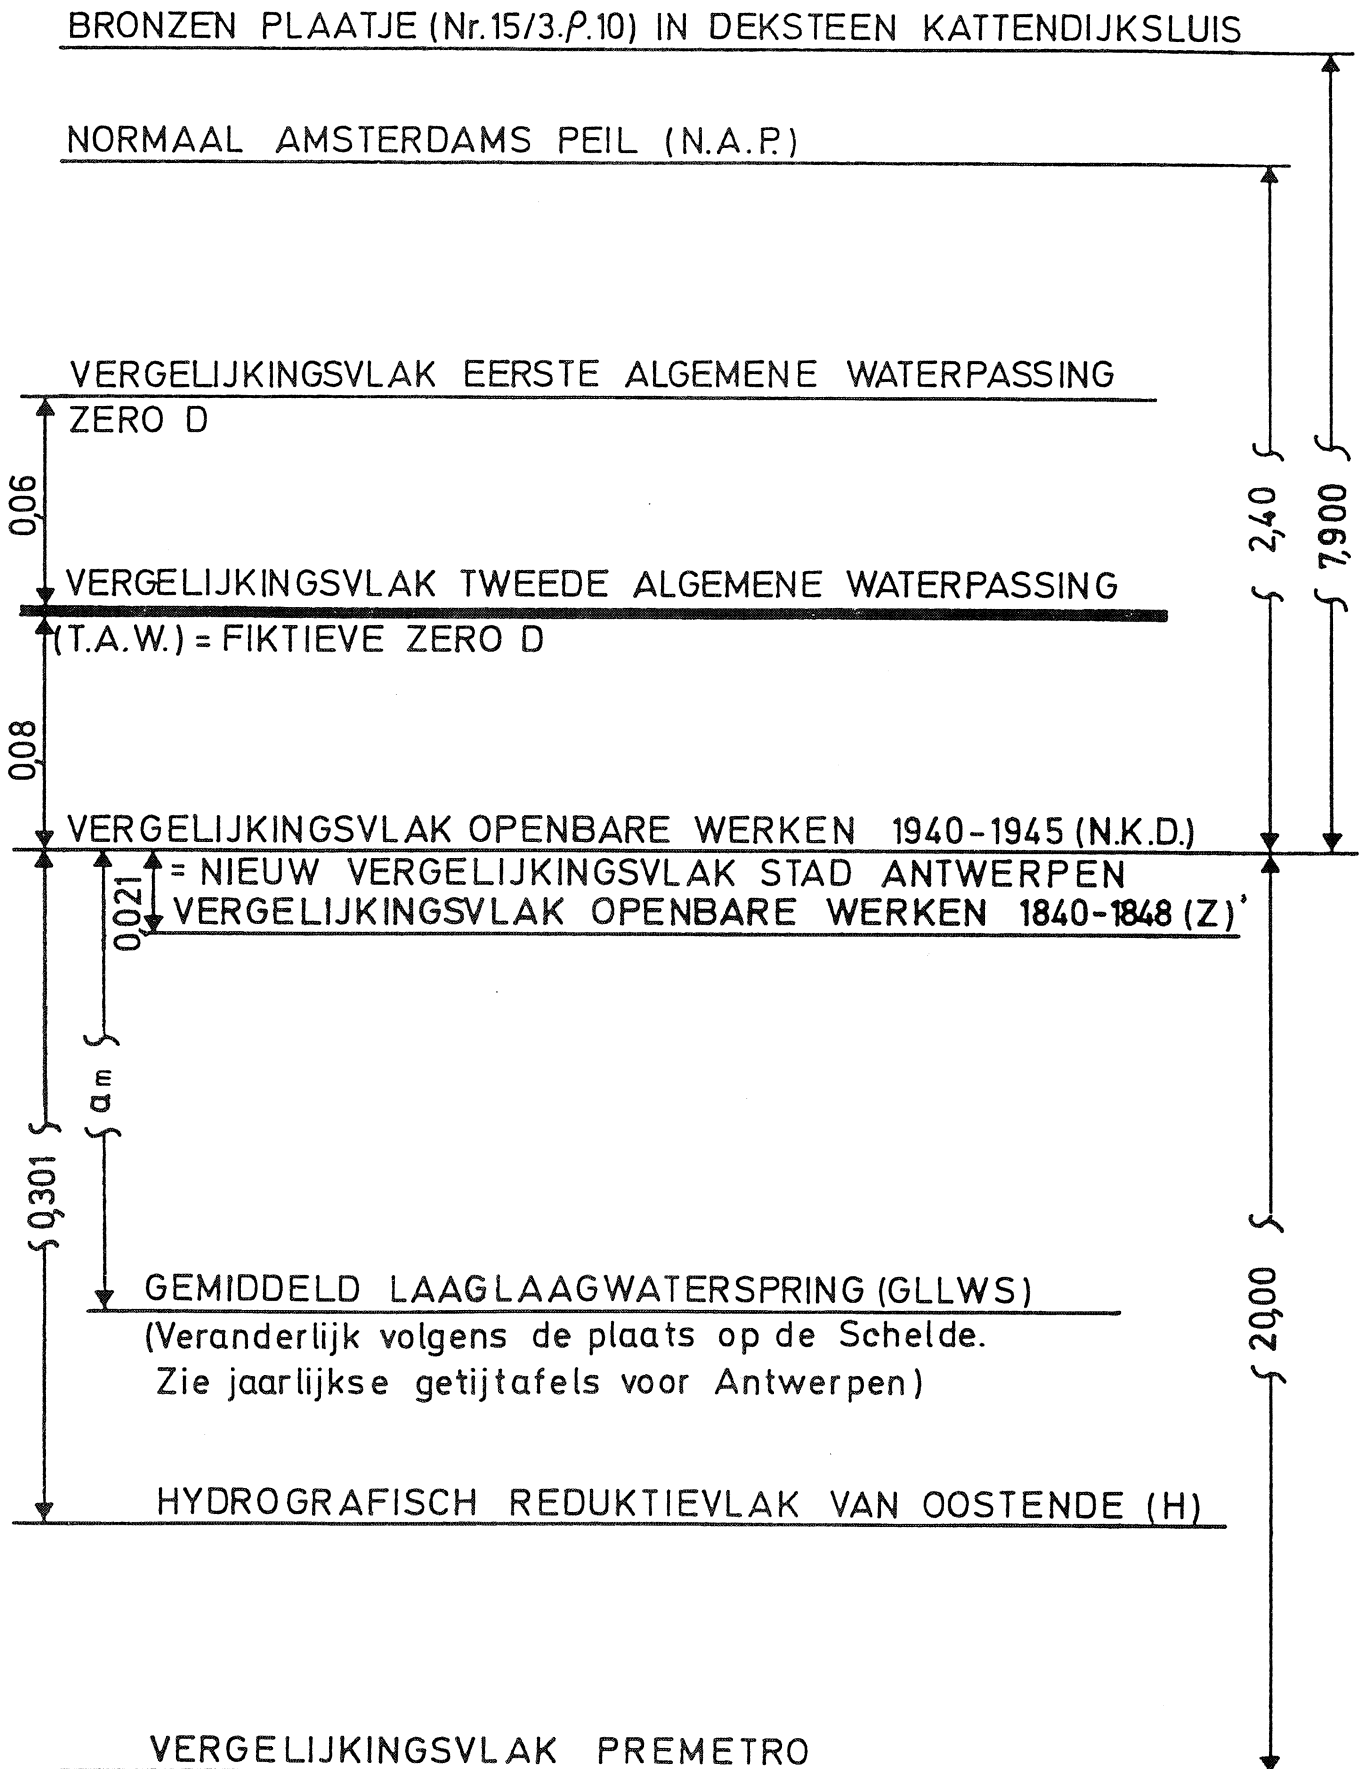 BRONZEN PLAATJE (Nr.15/3.P.10) IN DEKSTEEN KATTENDIJKSLUIS
NORMAAL AMSTERDAMS PEIL (N.A.P.)
VERGELIJKINGSVLAK EERSTE ALGEMENE WATERPASSING
ZERO D
0,06
2,40
7,900
VERGELIJKINGSVLAK TWEEDE ALGEMENE WATERPASSING
(T.A.W.) = FIKTIEVE ZERO D
0,08
VERGELIJKINGSVLAK OPENBARE WERKEN 1940-1945 (N.K.D.)
= NIEUW VERGELIJKINGSVLAK STAD ANTWERPEN
0,021
VERGELIJKINGSVLAK OPENBARE WERKEN 1840-1848 (Z)
am
0,301
GEMIDDELD LAAGLAAGWATERSPRING (GLLWS)
(Veranderlijk volgens de plaats op de Schelde.
Zie jaarlijkse getijtafels voor Antwerpen)
20,00
HYDROGRAFISCH REDUKTIEVLAK VAN OOSTENDE (H)
VERGELIJKINGSVLAK PREMETRO